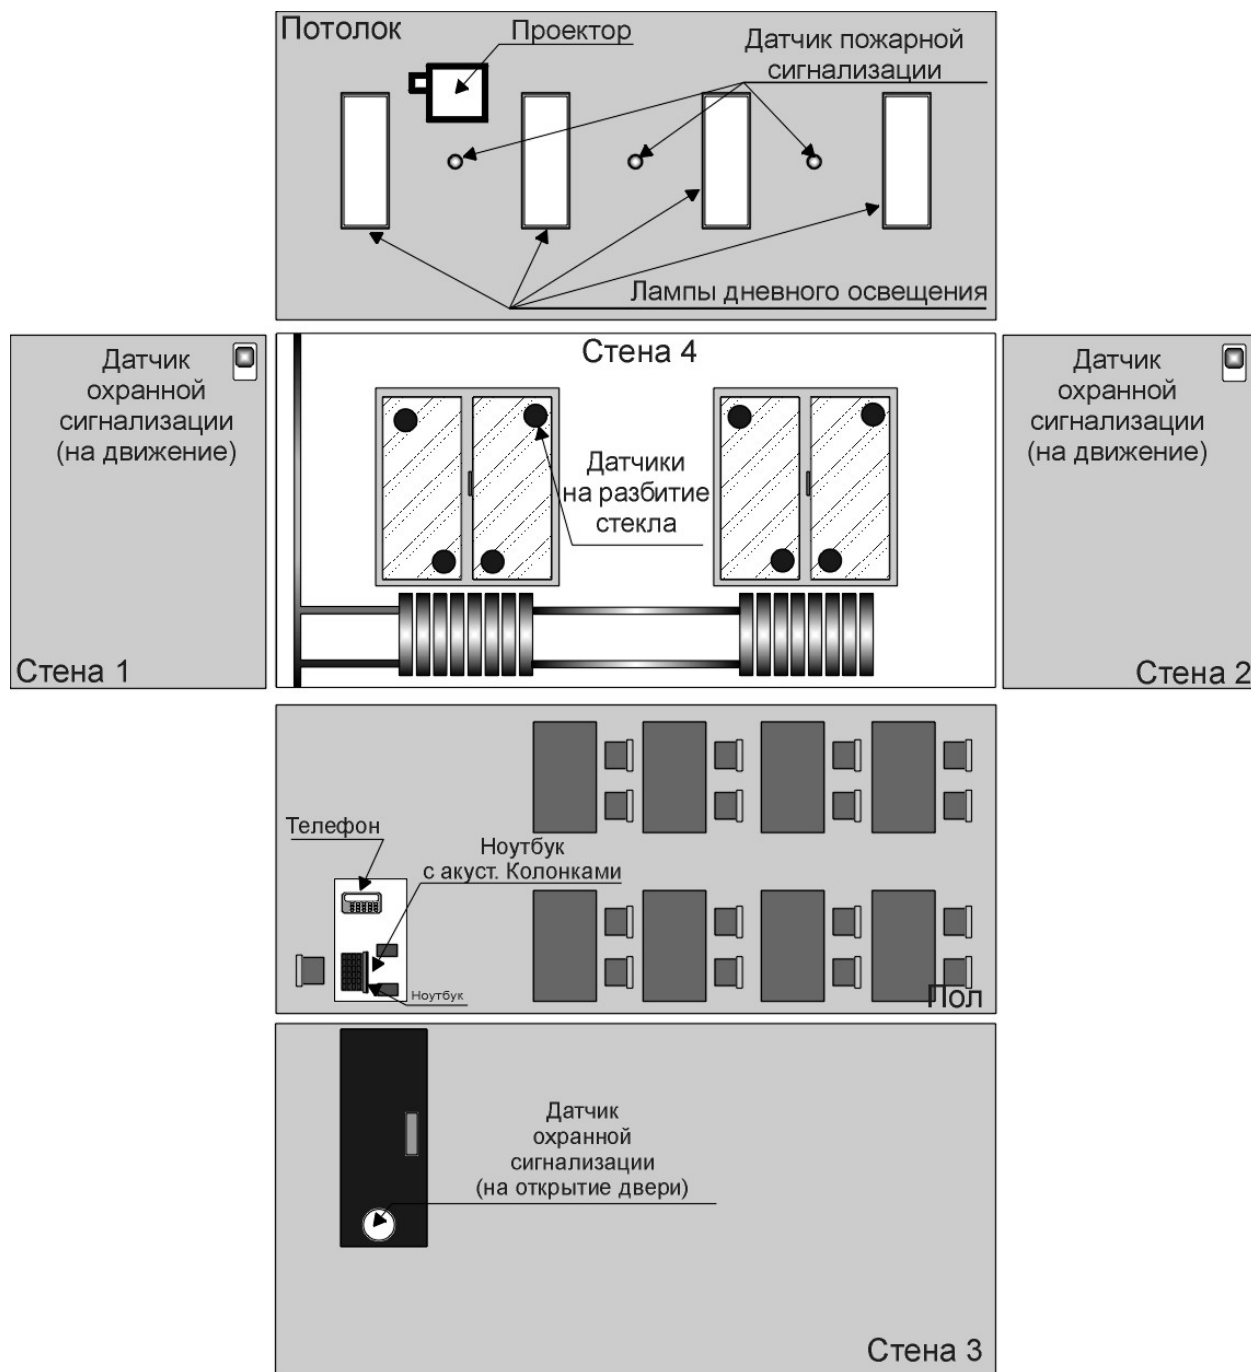 Потолок
Проектор
Датчик пожарной
сигнализации
Лампы дневного освещения
Датчик
охранной
сигнализации
(на движение)
Стена 1
Стена 4
Датчики
на разбитие
стекла
Датчик
охранной
сигнализации
(на движение)
Стена 2
Телефон
Ноутбук
с акуст. Колонками
Ноутбук
Пол
Датчик
охранной
сигнализации
(на открытие двери)
Стена 3